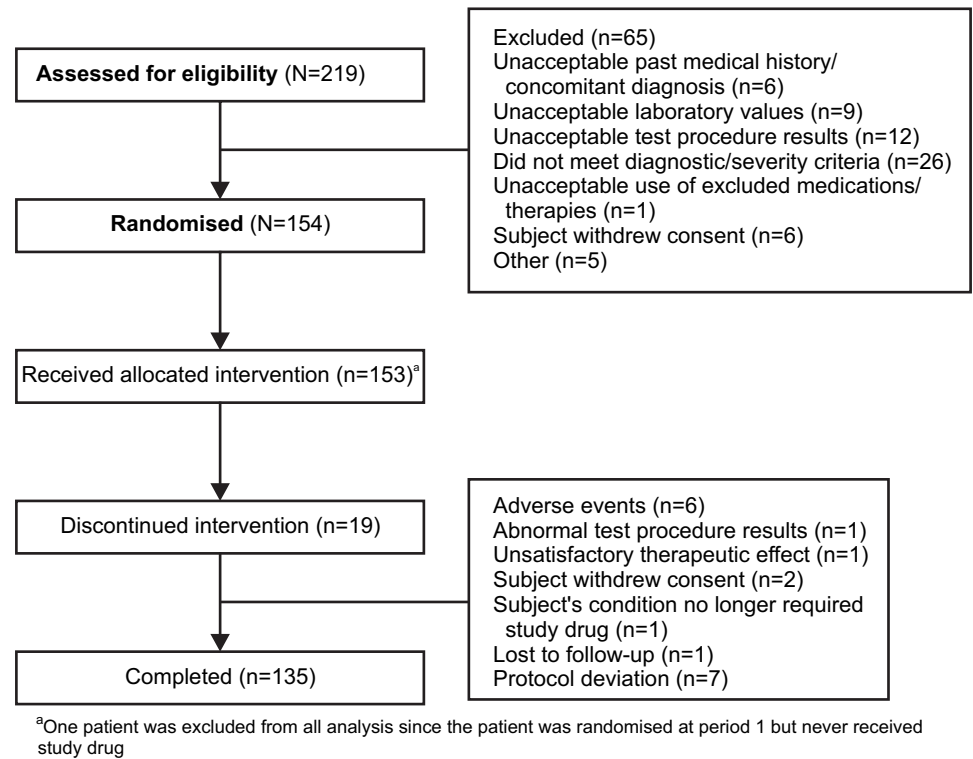 Assessed for eligibility (N=219)
Excluded (n=65)
Unacceptable past medical history/
concomitant diagnosis (n=6)
Unacceptable laboratory values (n=9)
Unacceptable test procedure results (n=12)
Did not meet diagnostic/severity criteria (n=26)
Unacceptable use of excluded medications/
therapies (n=1)
Subject withdrew consent (n=6)
Other (n=5)
Randomised (N=154)
Received allocated intervention (n=153)a
Discontinued intervention (n=19)
Adverse events (n=6)
Abnormal test procedure results (n=1)
Unsatisfactory therapeutic effect (n=1)
Subject withdrew consent (n=2)
Subject's condition no longer required
study drug (n=1)
Lost to follow-up (n=1)
Protocol deviation (n=7)
Completed (n=135)
aOne patient was excluded from all analysis since the patient was randomised at period 1 but never received
study drug